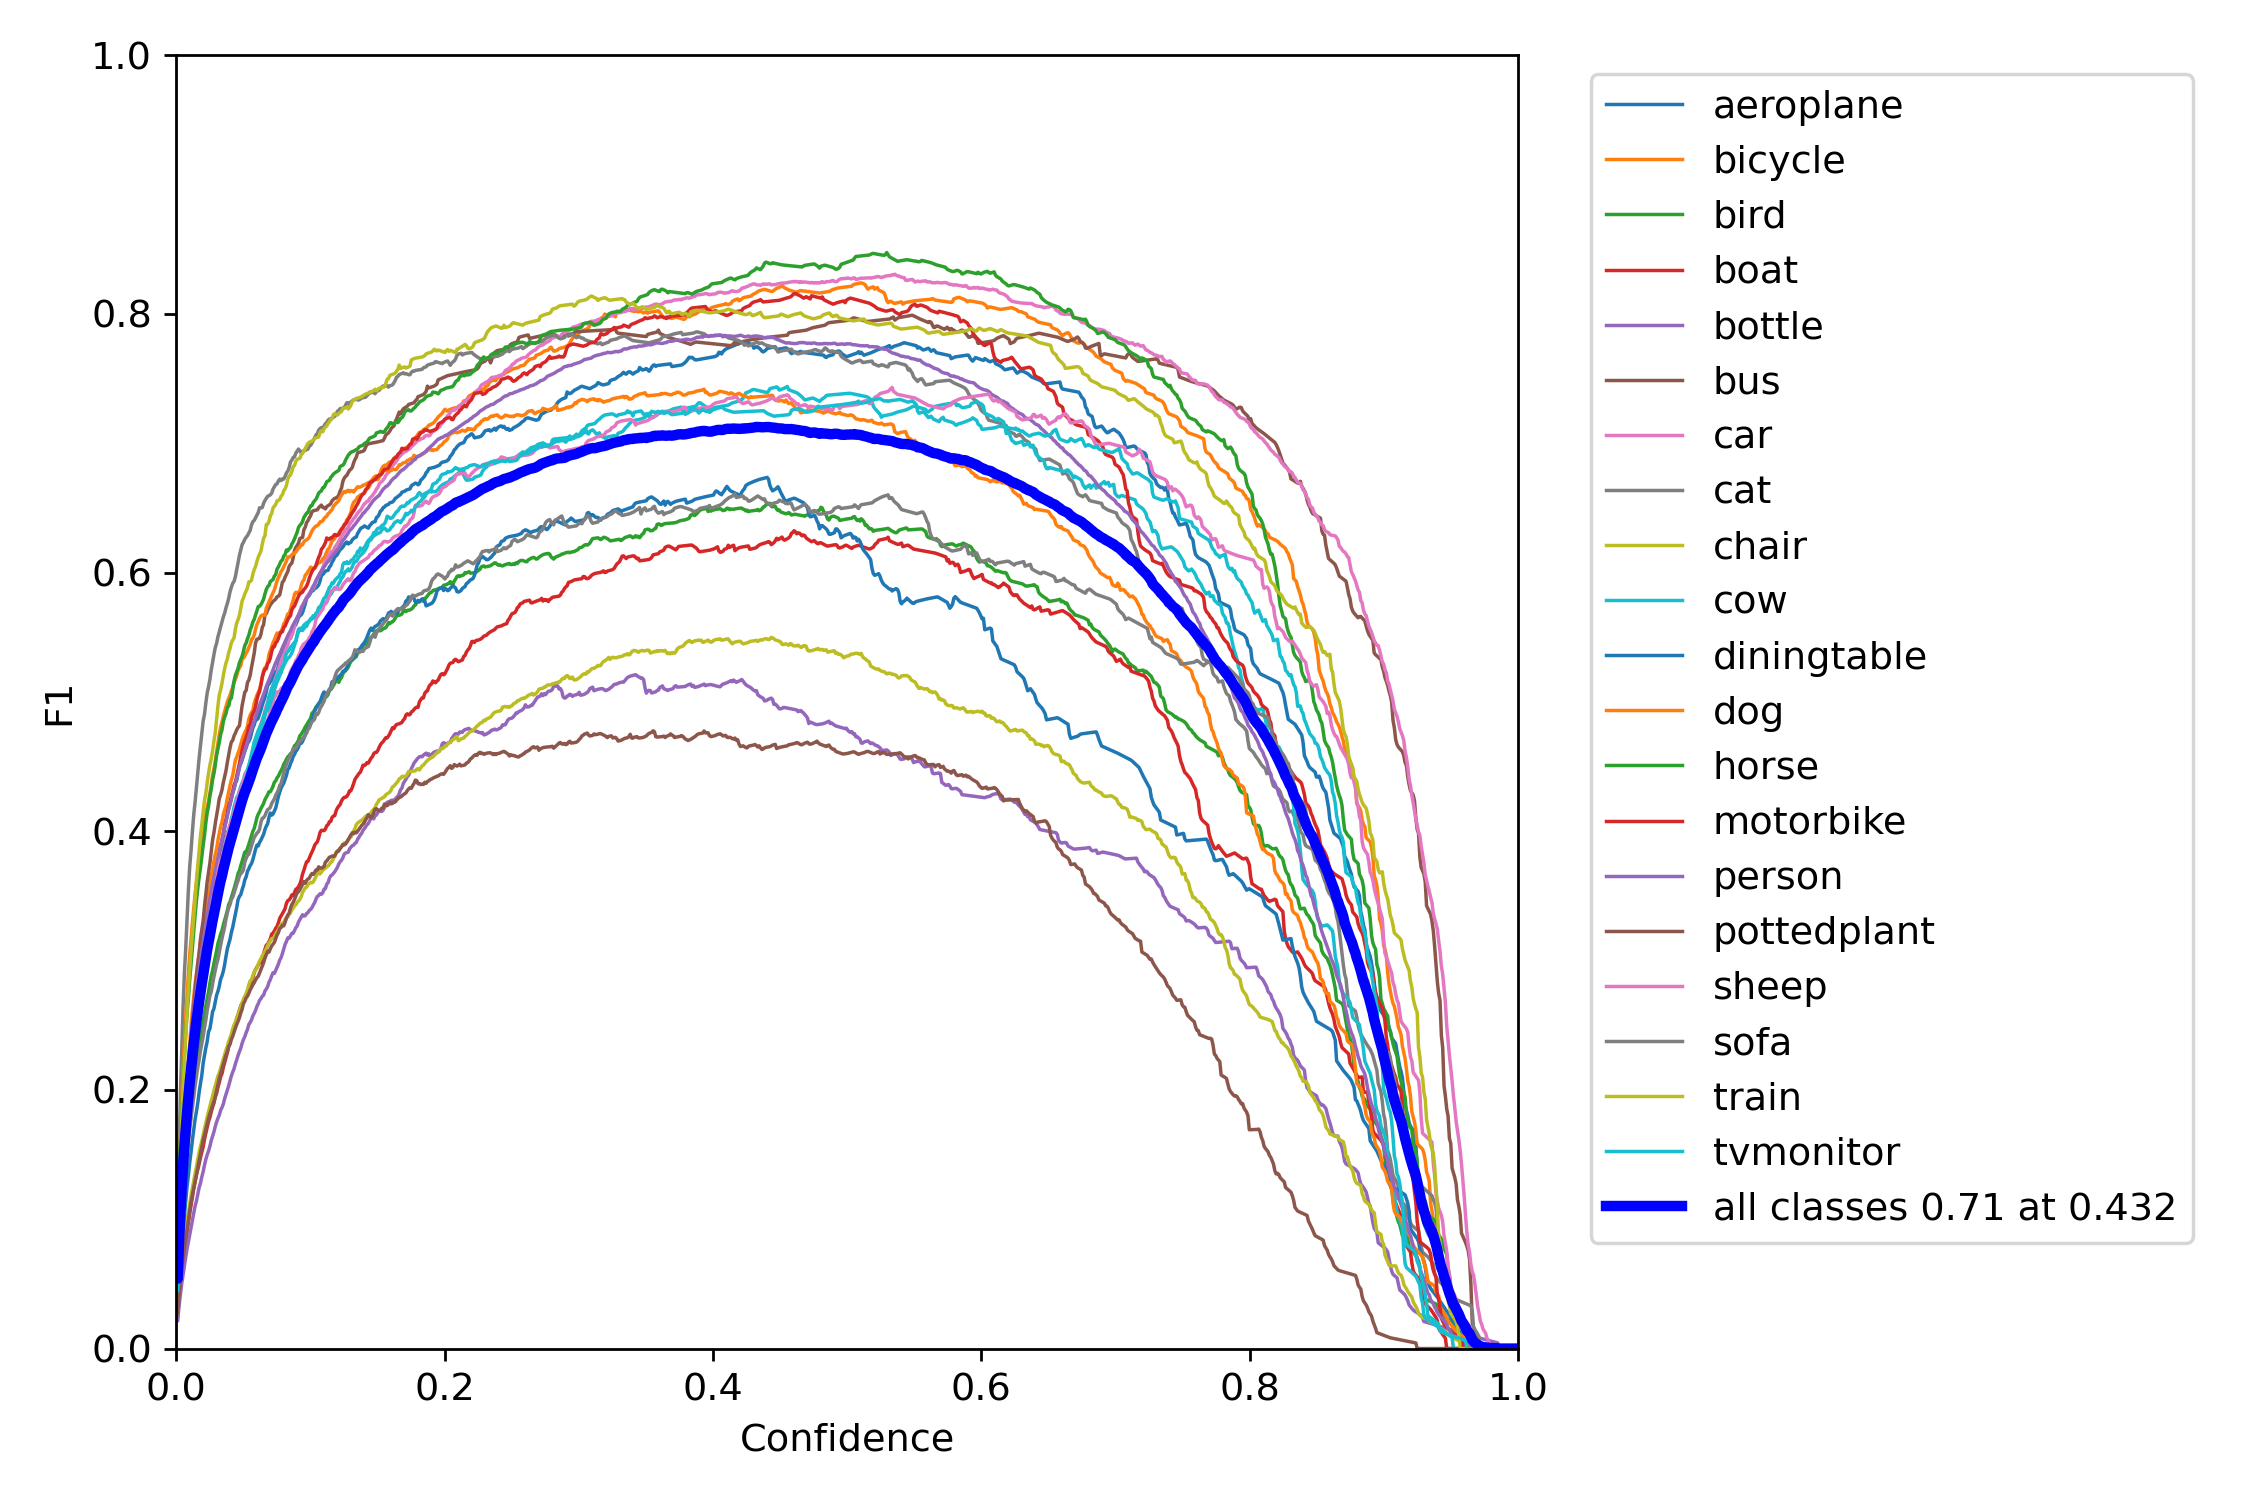 1.0
0.8
0.6
0.4
0.2
0.0
F1
0.0 0.2 0.4 0.6 0.8 1.0
Confidence
aeroplane
bicycle
bird
boat
bottle
bus
car
cat
chair
cow
diningtable
dog
horse
motorbike
person
pottedplant
sheep
sofa
train
tvmonitor
all classes 0.71 at 0.432